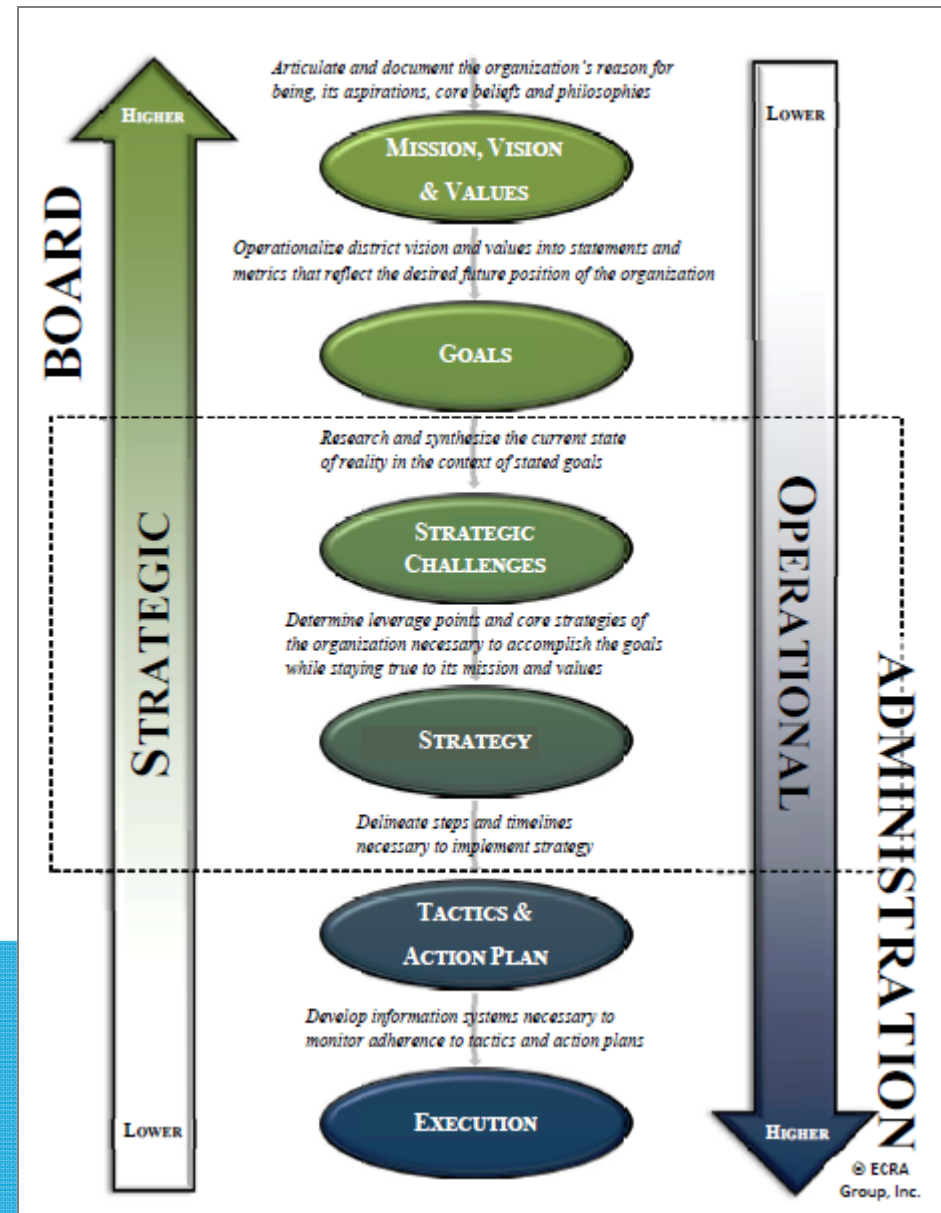 Articulate and document the organization's reason for
being, its aspirations, core beliefs and philosophies
HIGHER
LOWER
MISSION, VISION
& VALUES
BOARD
Operationalize district vision and values into statements and
metrics that reflect the desired future position of the organization
GOALS
Research and synthesize the current state
of reality in the context of stated goals
STRATEGIC
OPERATIONAL
STRATEGIC
CHALLENGES
Determine leverage points and core strategies of
the organization necessary to accomplish the goals
while staying true to its mission and values
ADMINISTRATION
STRATEGY
Delineate steps and timelines
necessary to implement strategy
TACTICS &
ACTION PLAN
Develop information systems necessary to
monitor adherence to tactics and action plans
EXECUTION
LOWER
HIGHER
© ECRA
Group, Inc.